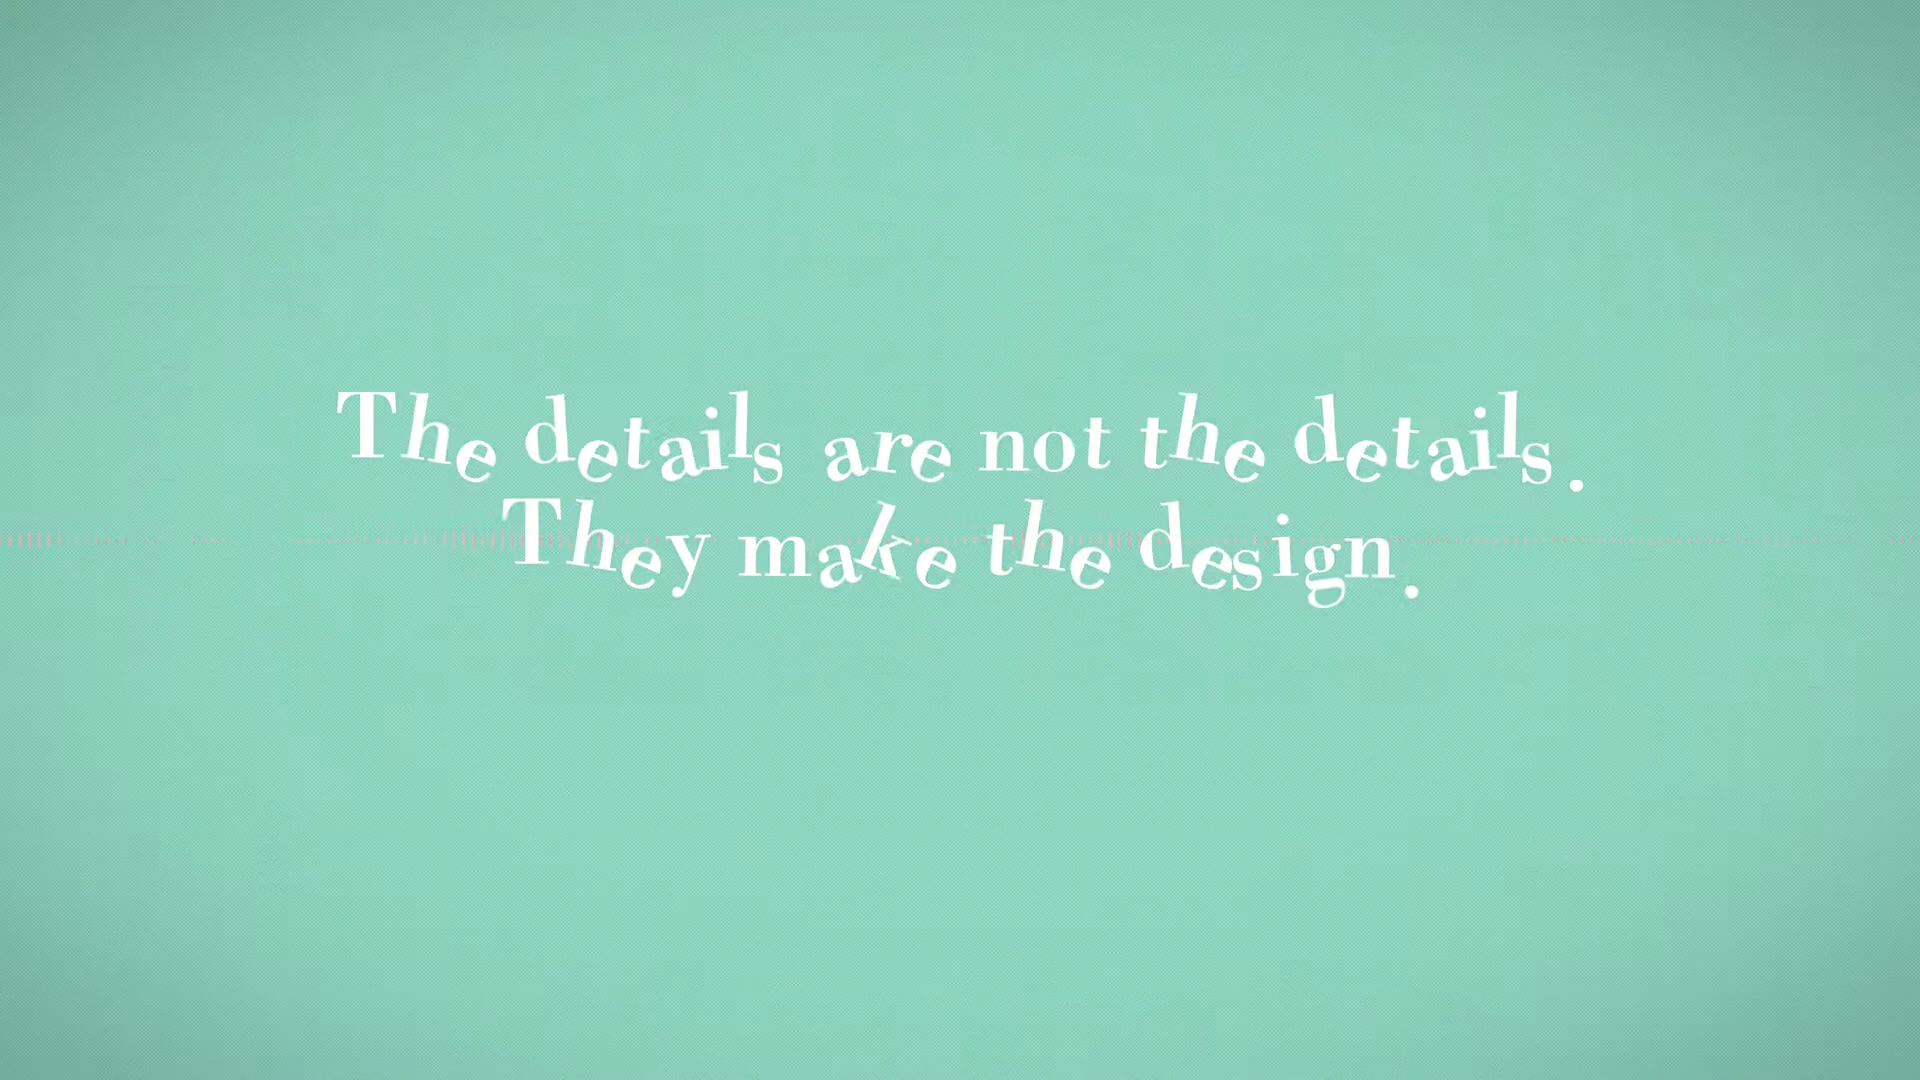 The details are not the details.
They make the design.